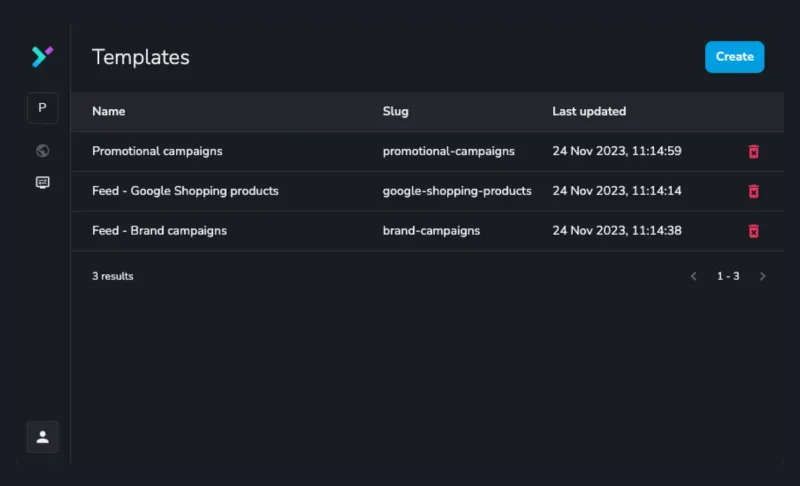 Templates
Create
P
Name Slug Last updated
Promotional campaigns promotional-campaigns 24 Nov 2023, 11:14:59
Feed - Google Shopping products google-shopping-products 24 Nov 2023, 11:14:14
Feed - Brand campaigns brand-campaigns 24 Nov 2023, 11:14:38
3 results 1 - 3